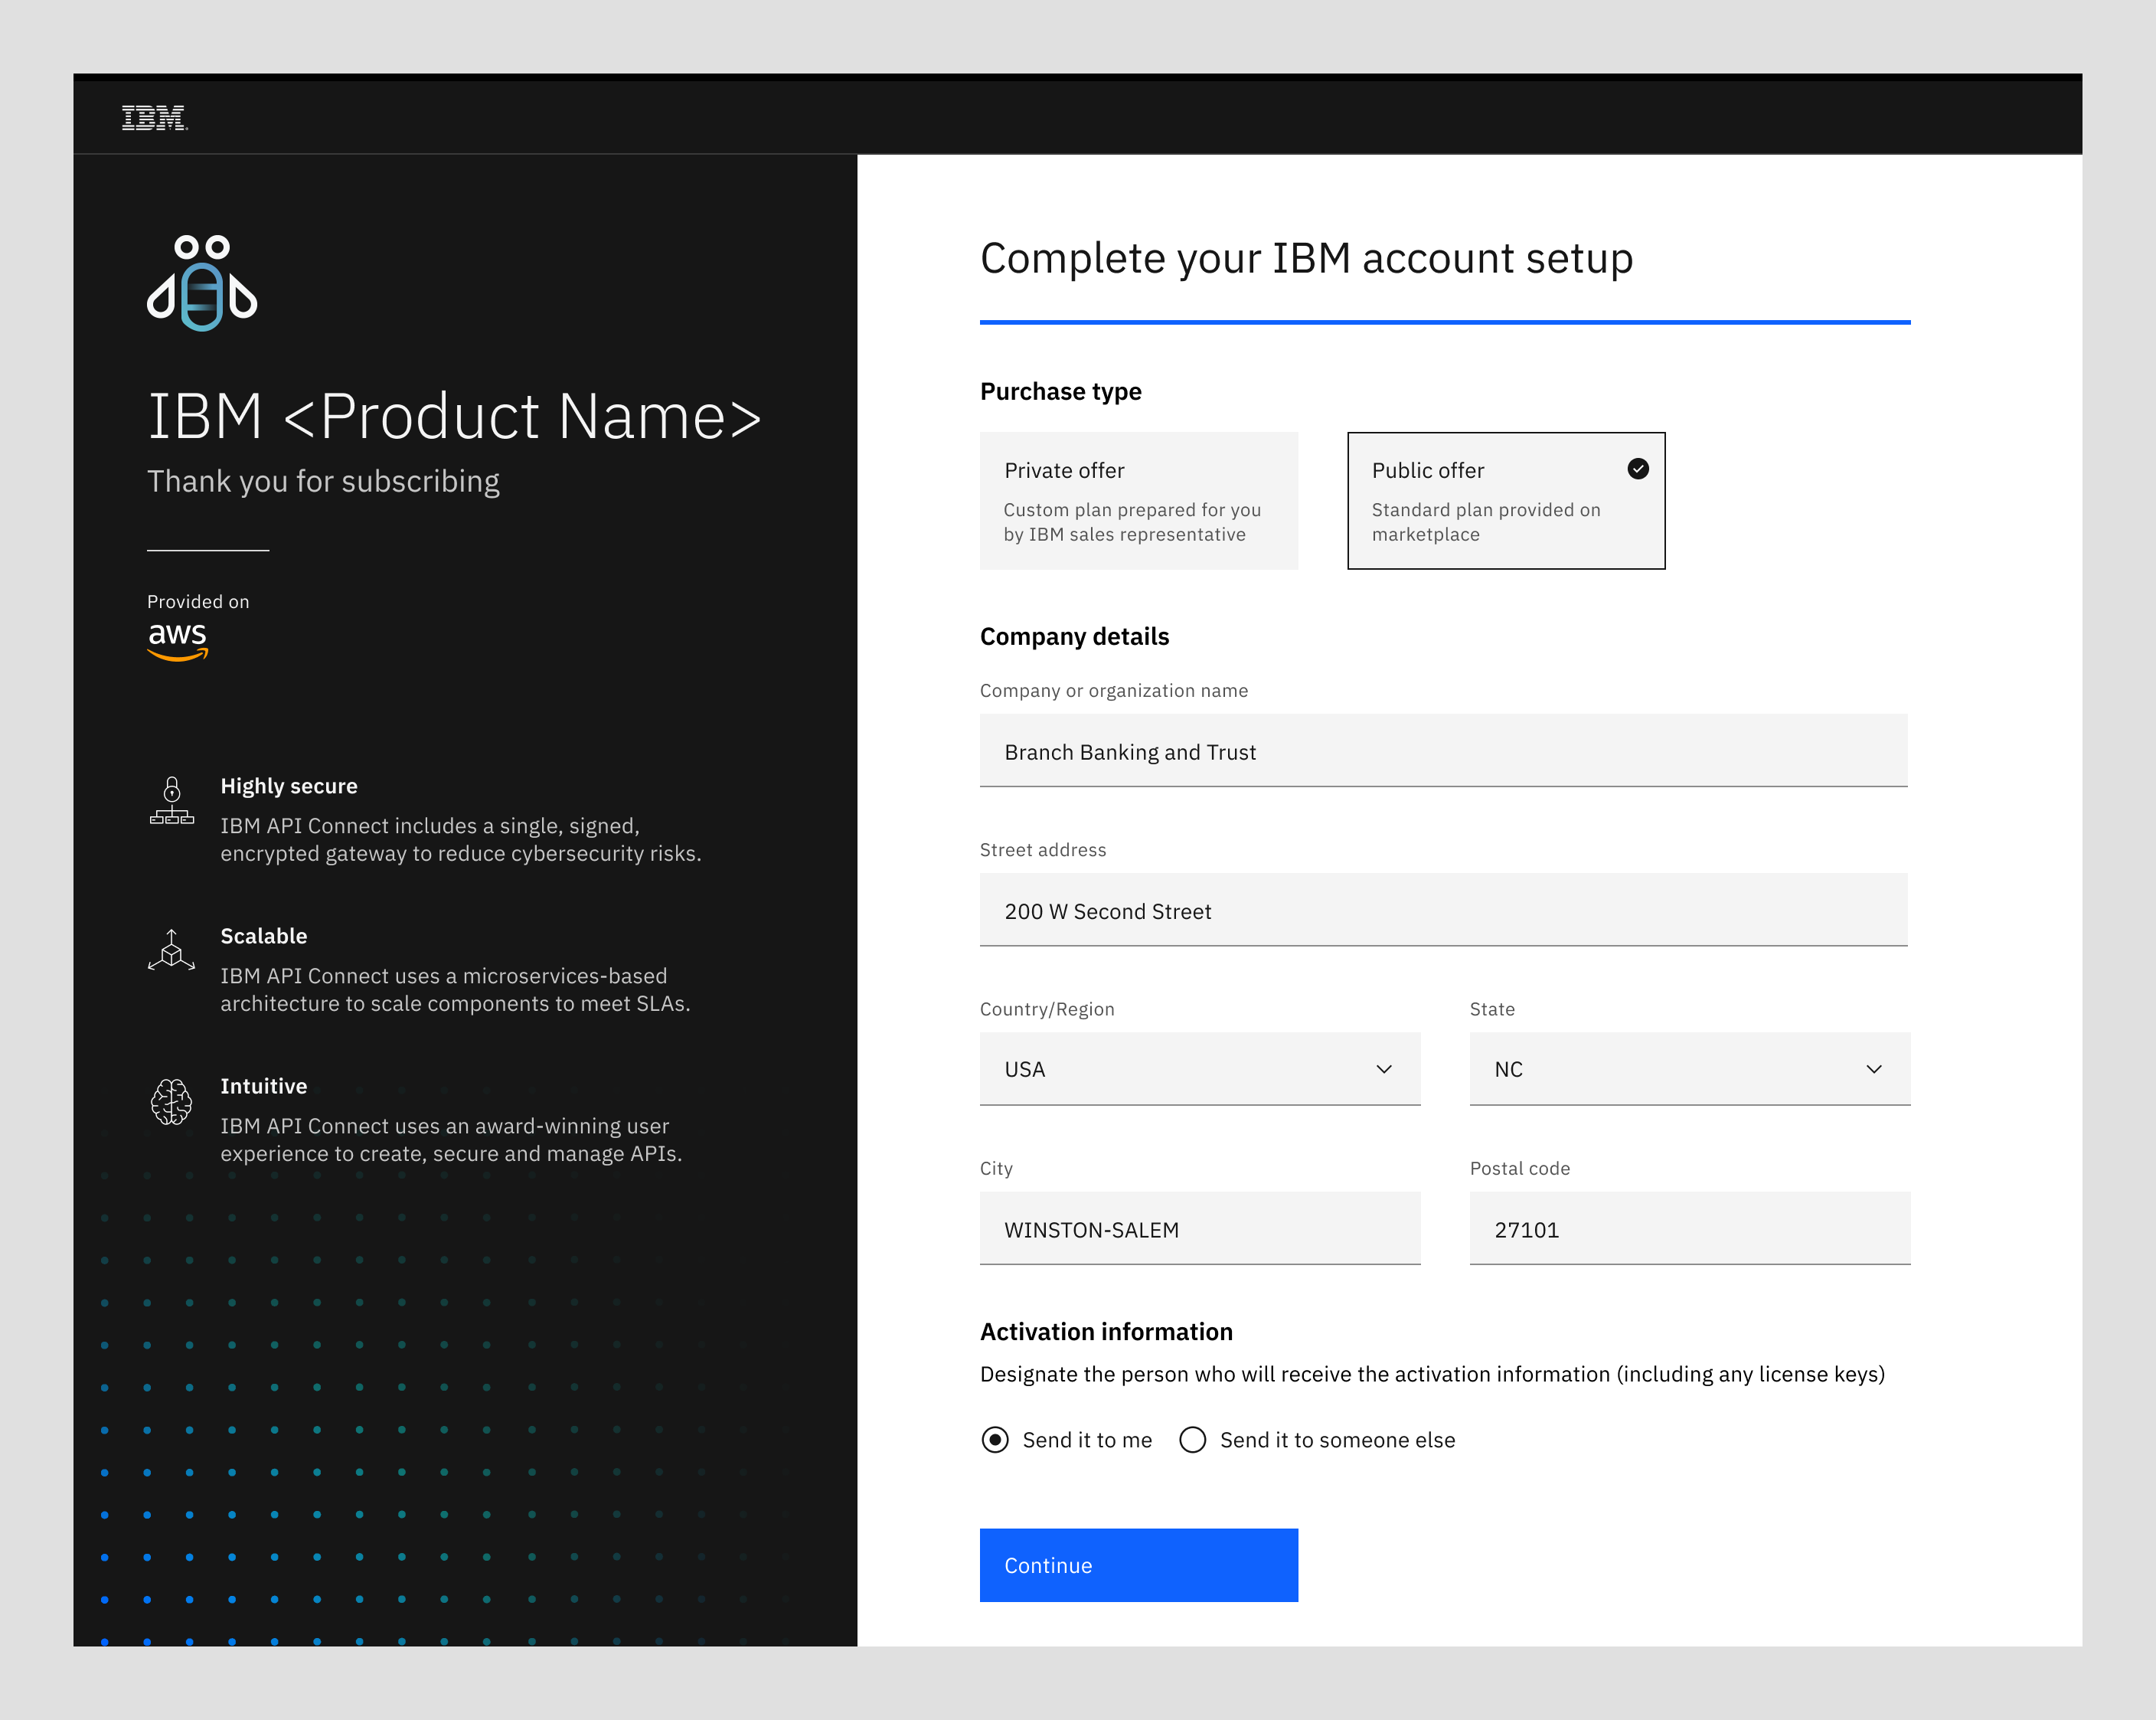 IBM
IBM <Product Name>
Thank you for subscribing
Provided on
aws
Highly secure
IBM API Connect includes a single, signed,
encrypted gateway to reduce cybersecurity risks.
Scalable
IBM API Connect uses a microservices-based
architecture to scale components to meet SLAs.
Intuitive
IBM API Connect uses an award-winning user
experience to create, secure and manage APIs.
Complete your IBM account setup
Purchase type
Private offer
Custom plan prepared for you
by IBM sales representative
Public offer
Standard plan provided on
marketplace
Company details
Company or organization name
Branch Banking and Trust
Street address
200 W Second Street
Country/Region
USA
State
NC
City
WINSTON-SALEM
Postal code
27101
Activation information
Designate the person who will receive the activation information (including any license keys)
Send it to me
Send it to someone else
Continue